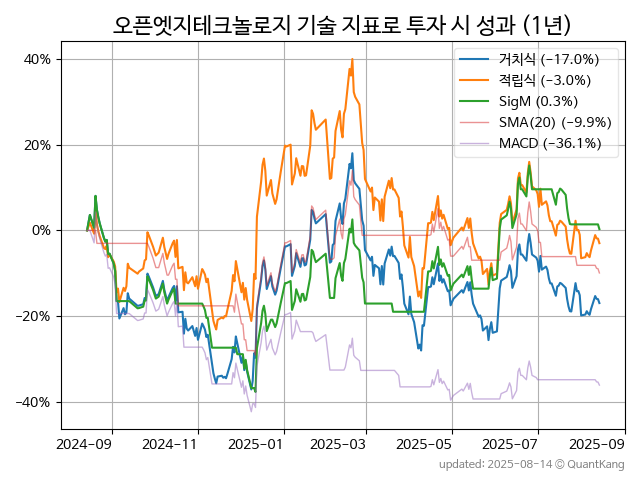 오픈엣지테크놀로지 기술 지표로 투자 시 성과 (1년)
거치식 (−17.0%)
적립식 (−3.0%)
SigM (0.3%)
SMA(20) (−9.9%)
MACD (−36.1%)
40%
20%
0%
−20%
−40%
2024-09 2024-11 2025-01 2025-03 2025-05 2025-07 2025-09
updated: 2025-08-14 © QuantKang